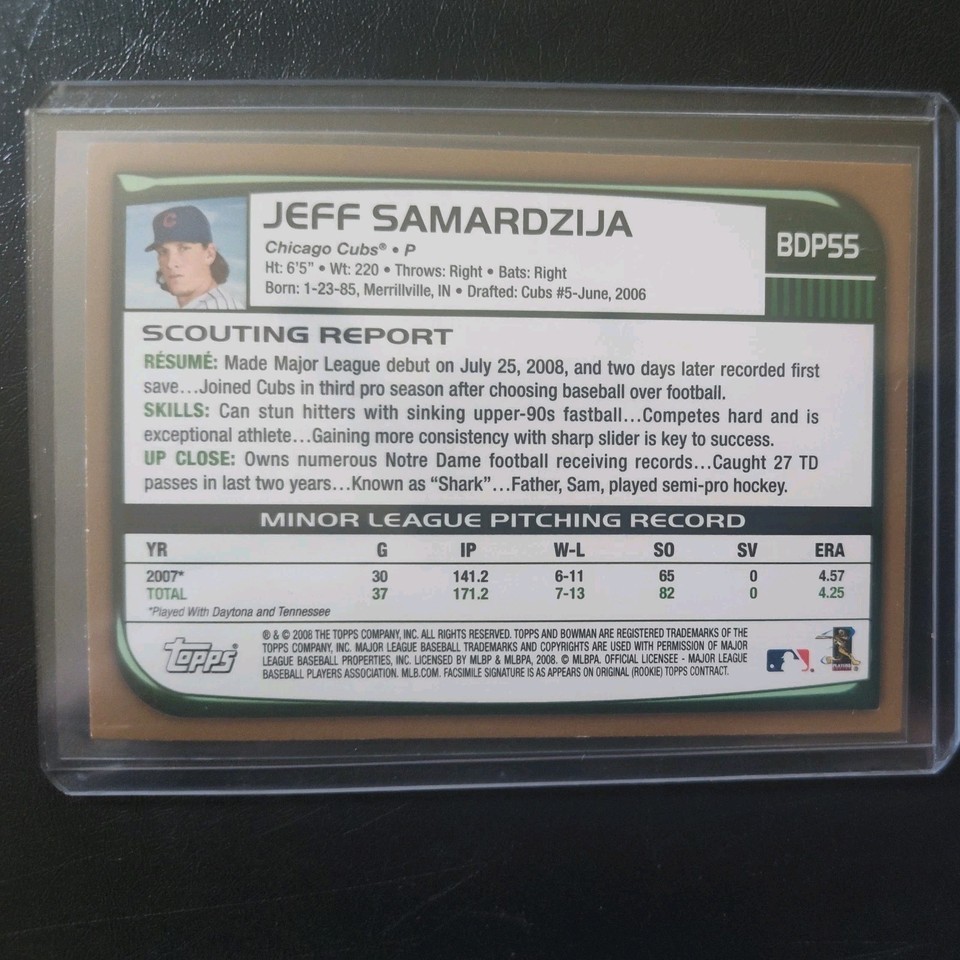 JEFF SAMARDZIJA
BDP55
Chicago Cubs® • P
Ht: 6'5" • Wt: 220 • Throws: Right • Bats: Right
Born: 1-23-85, Merrillville, IN • Drafted: Cubs #5-June, 2006
SCOUTING REPORT
RÉSUMÉ: Made Major League debut on July 25, 2008, and two days later recorded first
save...Joined Cubs in third pro season after choosing baseball over football.
SKILLS: Can stun hitters with sinking upper-90s fastball...Competes hard and is
exceptional athlete...Gaining more consistency with sharp slider is key to success.
UP CLOSE: Owns numerous Notre Dame football receiving records...Caught 27 TD
passes in last two years...Known as “Shark”...Father, Sam, played semi-pro hockey.
MINOR LEAGUE PITCHING RECORD
YR G IP W-L SO SV ERA
2007* 30 141.2 6-11 65 0 4.57
TOTAL 37 171.2 7-13 82 0 4.25
*Played With Daytona and Tennessee
TOPPS
® & © 2008 THE TOPPS COMPANY, INC. ALL RIGHTS RESERVED. TOPPS AND BOWMAN ARE REGISTERED TRADEMARKS OF THE
TOPPS COMPANY, INC. MAJOR LEAGUE BASEBALL TRADEMARKS AND COPYRIGHTS ARE USED WITH PERMISSION OF MAJOR
LEAGUE BASEBALL PROPERTIES, INC. LICENSED BY MLBP & MLBPA, 2008. © MLBPA. OFFICIAL LICENSEE - MAJOR LEAGUE
BASEBALL PLAYERS ASSOCIATION. MLB.COM. FACSIMILE SIGNATURE IS AS APPEARS ON ORIGINAL (ROOKIE) TOPPS CONTRACT.